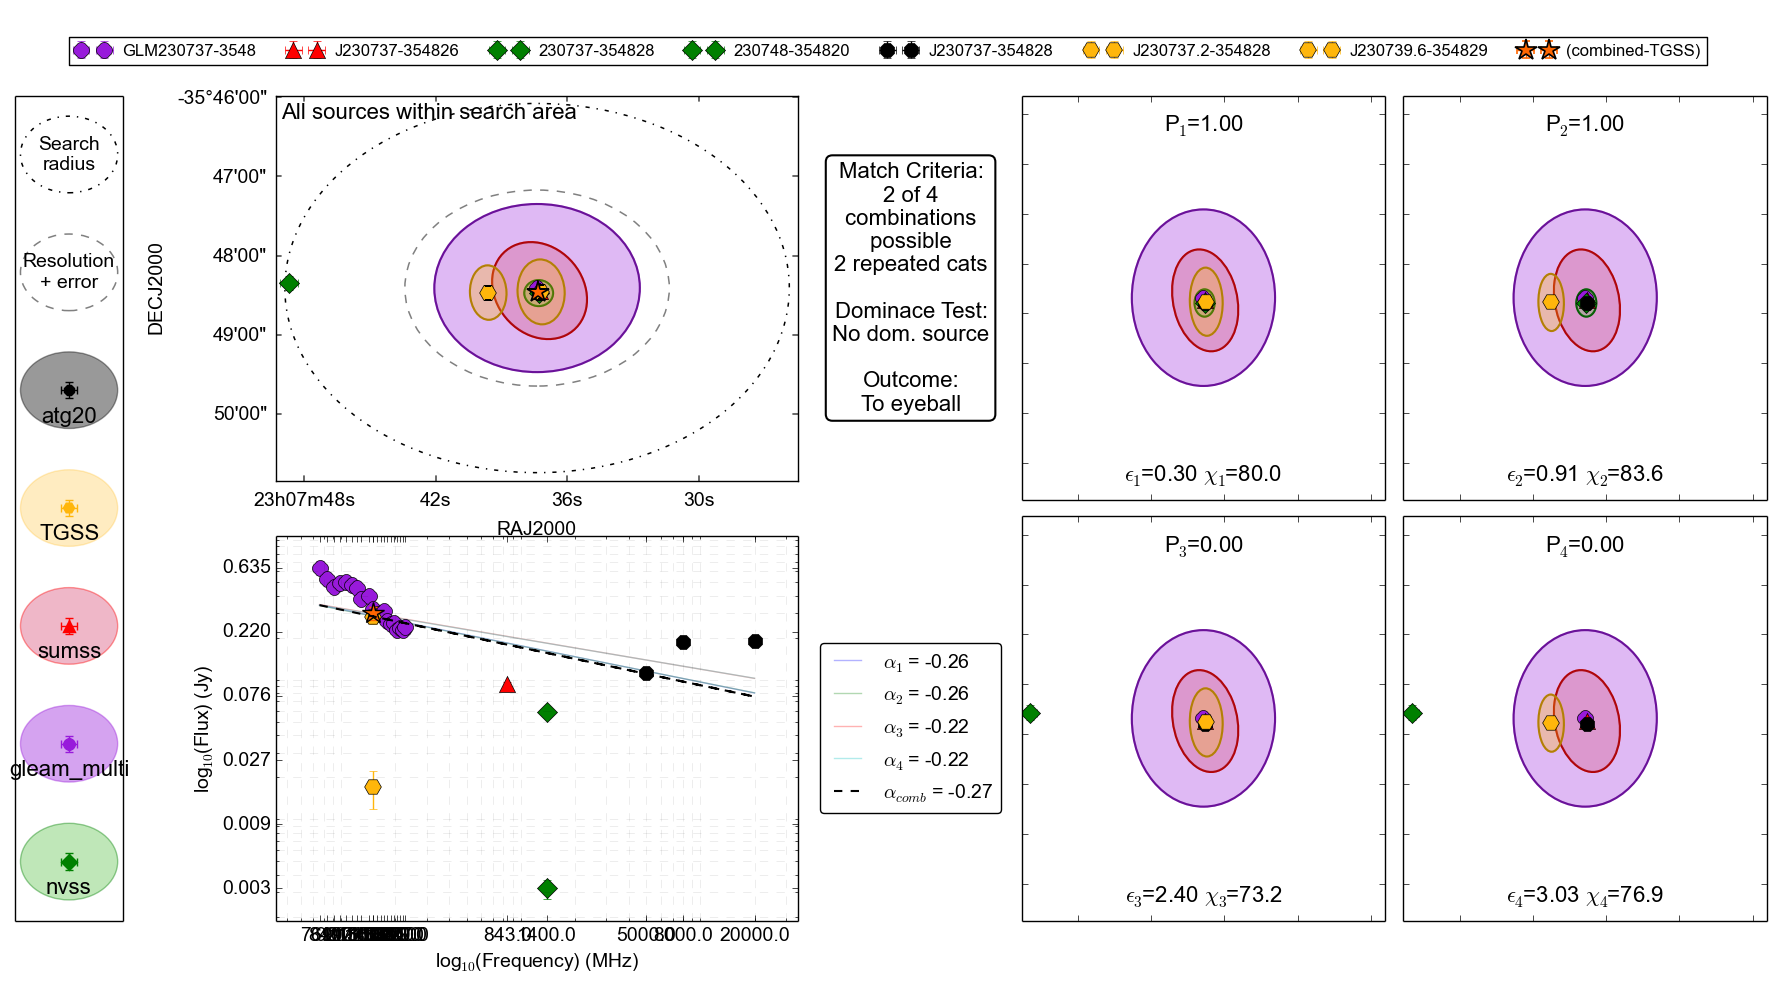 GLM230737-3548 J230737-354826 230737-354828 230748-354820 J230737-354828 J230737.2-354828 J230739.6-354829 (combined-TGSS)
Search
radius
Resolution
+ error
atg20
TGSS
sumss
gleam_multi
nvss
All sources within search area
DECJ2000
-35°46'00"
47'00"
48'00"
49'00"
50'00"
23h07m48s 42s 36s 30s
RAJ2000
Match Criteria:
2 of 4
combinations
possible
2 repeated cats
Dominace Test:
No dom. source
Outcome:
To eyeball
P1=1.00
ϵ1=0.30 χ1=80.0
P2=1.00
ϵ2=0.91 χ2=83.6
P3=0.00
ϵ3=2.40 χ3=73.2
P4=0.00
ϵ4=3.03 χ4=76.9
log10(Flux) (Jy)
0.635
0.220
0.076
0.027
0.009
0.003
843.0 1400.0 5000.0 8000.0 20000.0
log10(Frequency) (MHz)
α1 = -0.26
α2 = -0.26
α3 = -0.22
α4 = -0.22
αcomb = -0.27